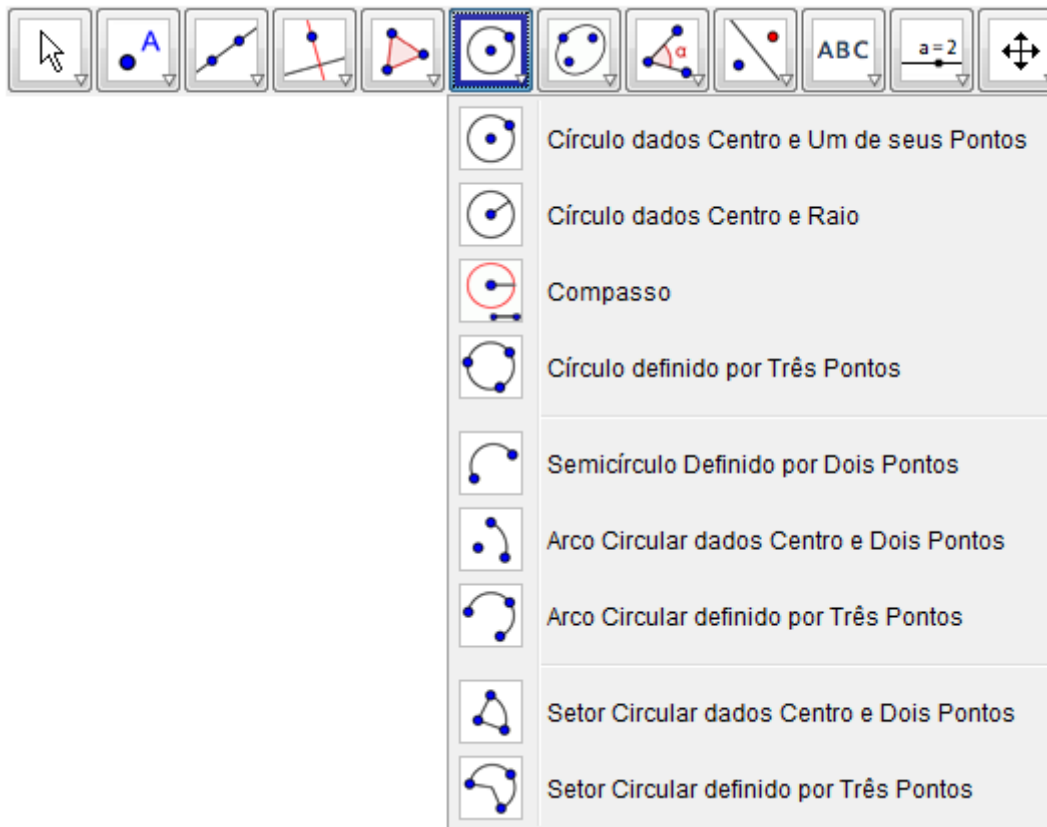 A
α
ABC
a=2
Círculo dados Centro e Um de seus Pontos
Círculo dados Centro e Raio
Compasso
Círculo definido por Três Pontos
Semicírculo Definido por Dois Pontos
Arco Circular dados Centro e Dois Pontos
Arco Circular definido por Três Pontos
Setor Circular dados Centro e Dois Pontos
Setor Circular definido por Três Pontos